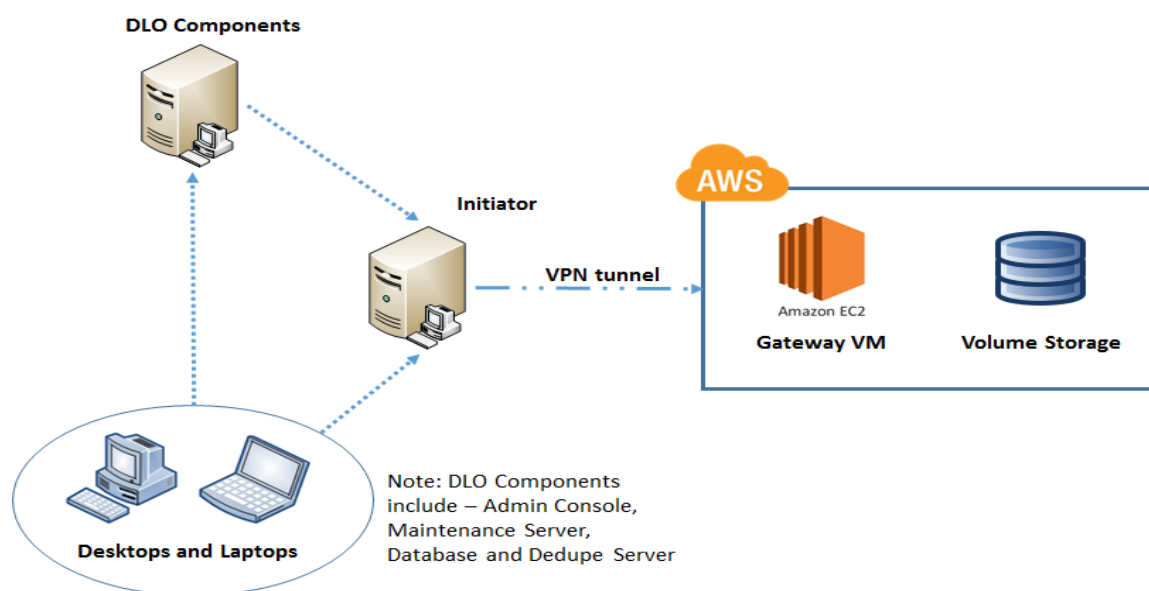 DLO Components
Initiator
AWS
VPN tunnel
Amazon EC2
Gateway VM
Volume Storage
Desktops and Laptops
Note: DLO Components
include – Admin Console,
Maintenance Server,
Database and Dedupe Server